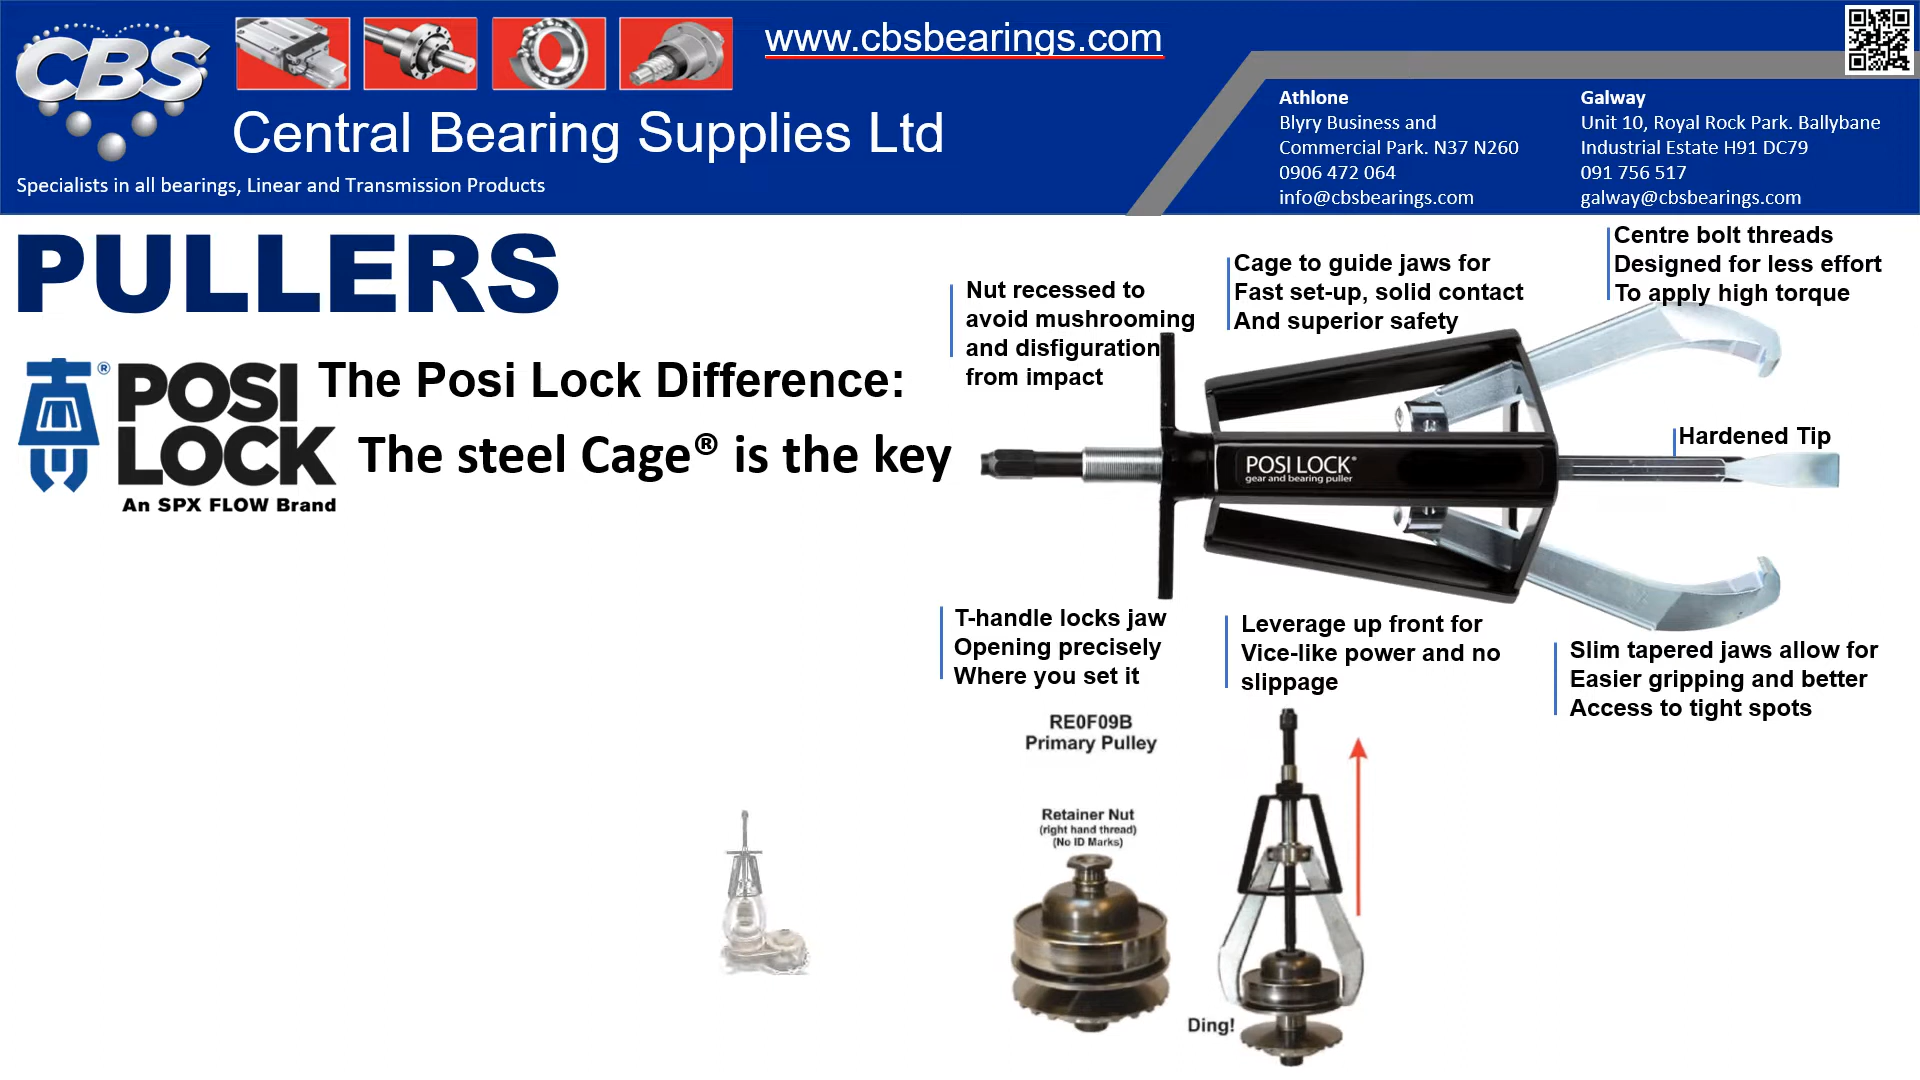 CBS
www.cbsbearings.com
Central Bearing Supplies Ltd
Specialists in all bearings, Linear and Transmission Products
Athlone
Blyry Business and
Commercial Park. N37 N260
0906 472 064
info@cbsbearings.com
Galway
Unit 10, Royal Rock Park. Ballybane
Industrial Estate H91 DC79
091 756 517
galway@cbsbearings.com
PULLERS
POSI
LOCK
®
An SPX FLOW Brand
The Posi Lock Difference:
The steel Cage® is the key
Nut recessed to
avoid mushrooming
and disfiguration
from impact
Cage to guide jaws for
Fast set-up, solid contact
And superior safety
Centre bolt threads
Designed for less effort
To apply high torque
Hardened Tip
POSI LOCK®
gear and bearing puller
T-handle locks jaw
Opening precisely
Where you set it
Leverage up front for
Vice-like power and no
slippage
Slim tapered jaws allow for
Easier gripping and better
Access to tight spots
RE0F09B
Primary Pulley
Retainer Nut
(right hand thread)
(No ID Marks)
Ding!